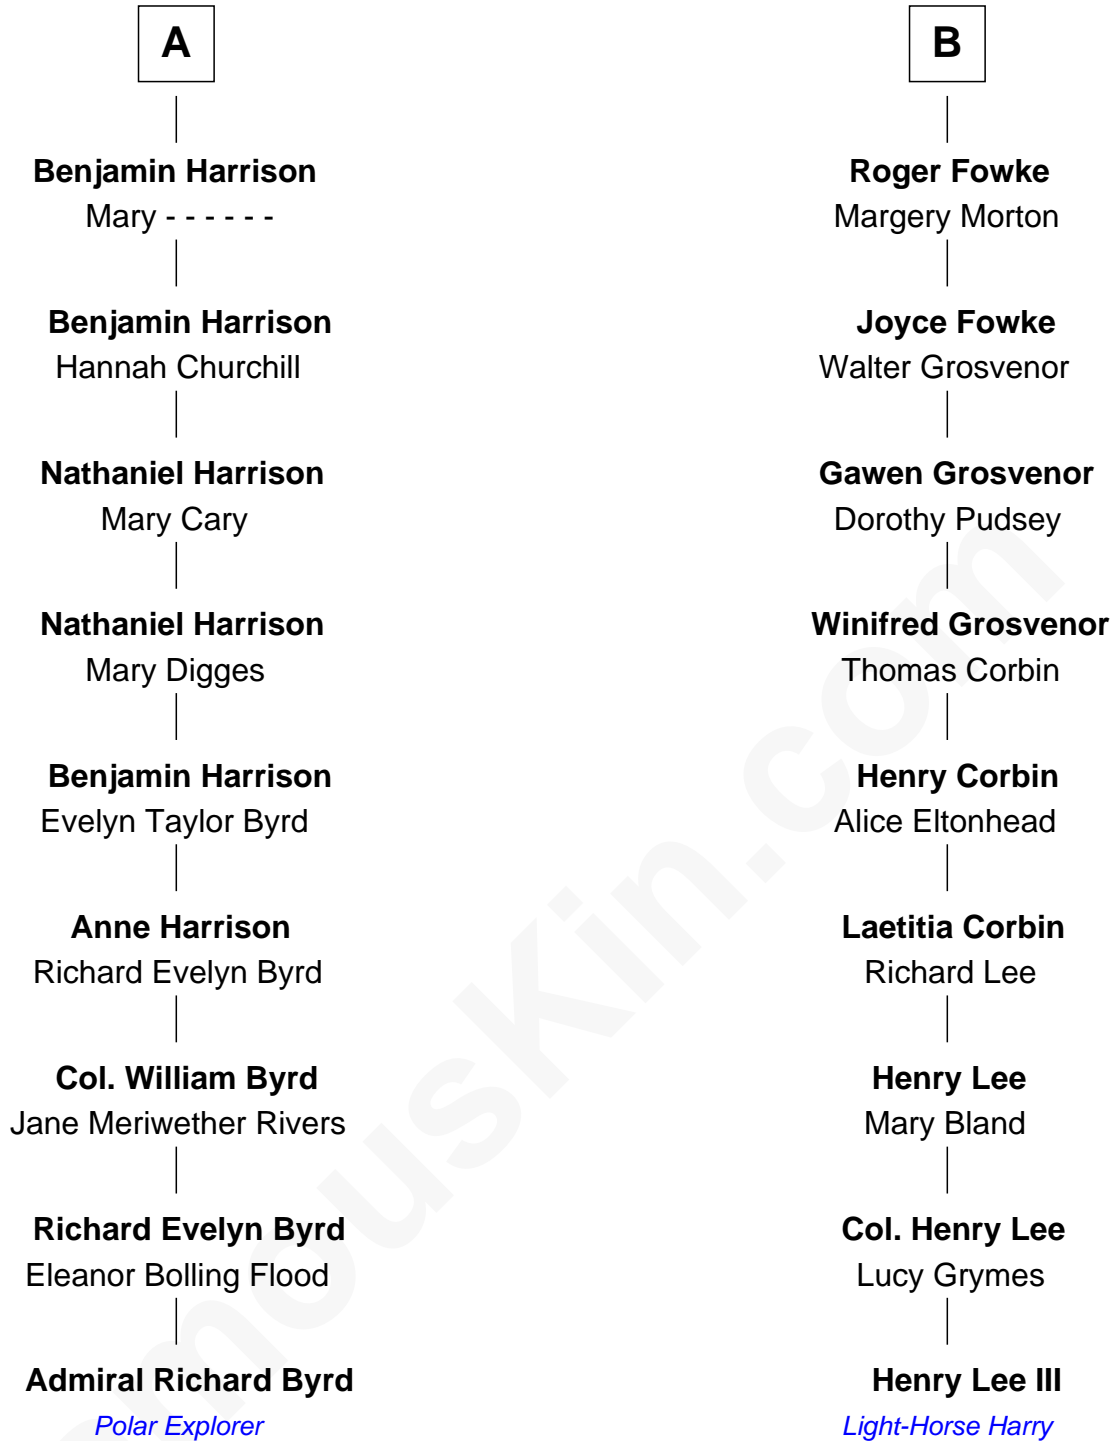 A
Benjamin Harrison
Mary - - - - - -
Benjamin Harrison
Hannah Churchill
Nathaniel Harrison
Mary Cary
Nathaniel Harrison
Mary Digges
Benjamin Harrison
Evelyn Taylor Byrd
Anne Harrison
Richard Evelyn Byrd
Col. William Byrd
Jane Meriwether Rivers
Richard Evelyn Byrd
Eleanor Bolling Flood
Admiral Richard Byrd
Polar Explorer
B
Roger Fowke
Margery Morton
Joyce Fowke
Walter Grosvenor
Gawen Grosvenor
Dorothy Pudsey
Winifred Grosvenor
Thomas Corbin
Henry Corbin
Alice Eltonhead
Laetitia Corbin
Richard Lee
Henry Lee
Mary Bland
Col. Henry Lee
Lucy Grymes
Henry Lee III
Light-Horse Harry
mousKin.com